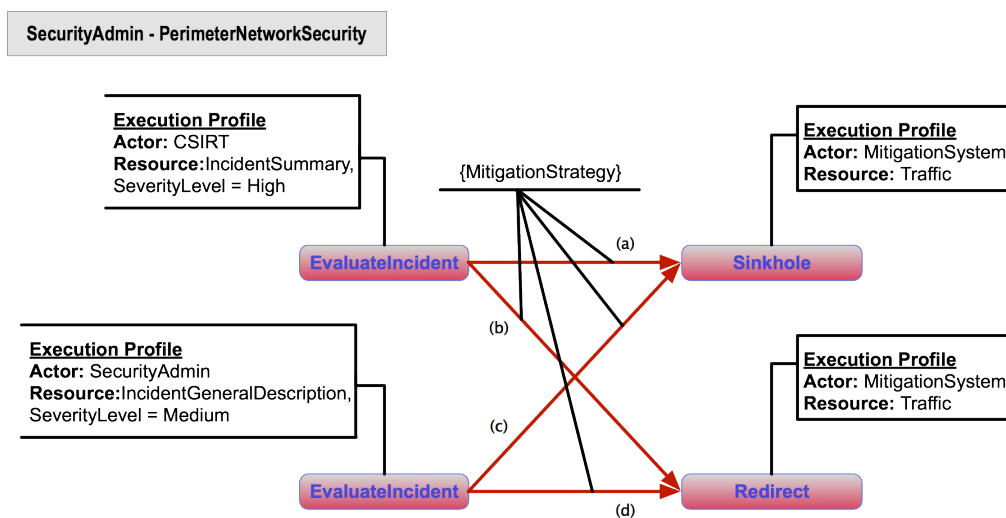 SecurityAdmin - PerimeterNetworkSecurity
Execution Profile
Actor: CSIRT
Resource:IncidentSummary,
SeverityLevel = High
{MitigationStrategy}
Execution Profile
Actor: MitigationSystem
Resource: Traffic
(a)
EvaluateIncident
Sinkhole
(b)
Execution Profile
Actor: SecurityAdmin
Resource:IncidentGeneralDescription,
SeverityLevel = Medium
Execution Profile
Actor: MitigationSystem
Resource: Traffic
(c)
EvaluateIncident
Redirect
(d)